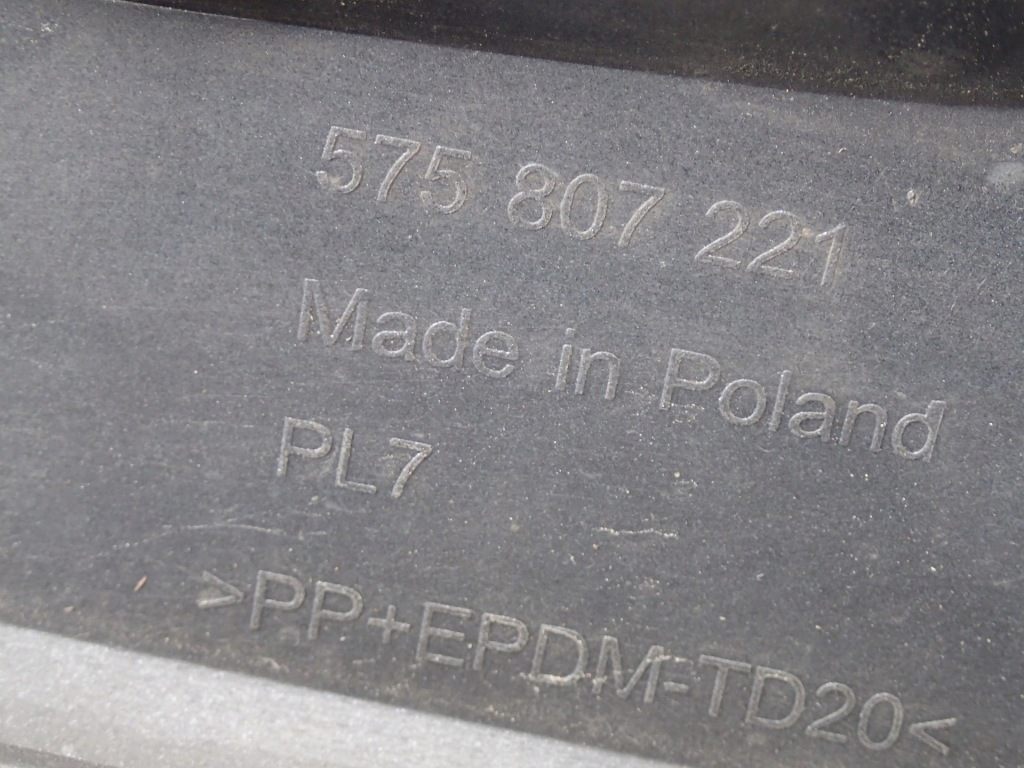 575 807 221
Made in Poland
PL7
>PP+EPDM-TD20<